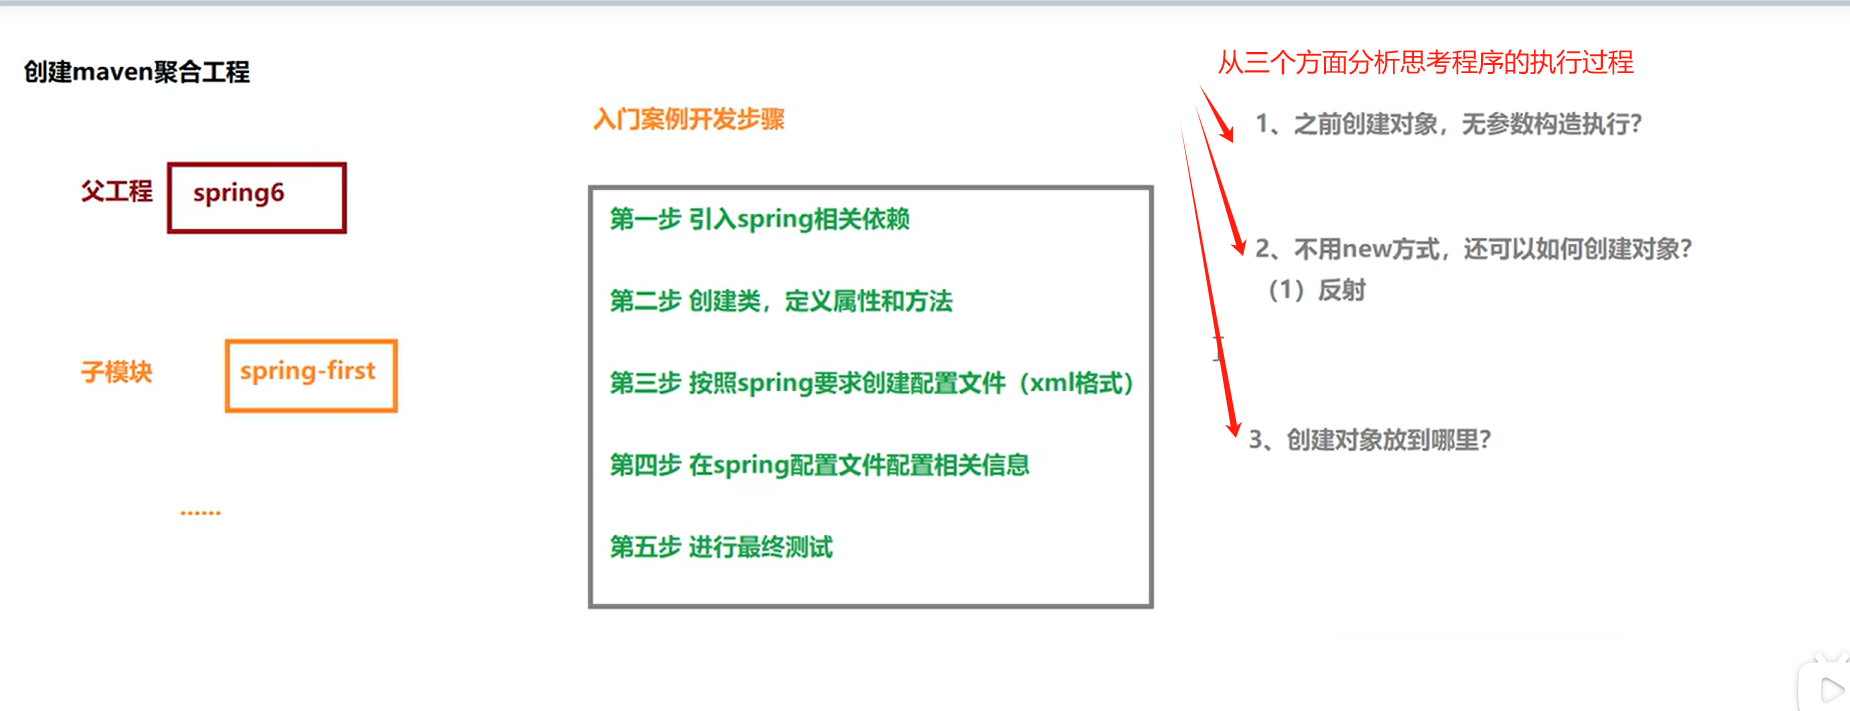 创建maven聚合工程
父工程
spring6
子模块
spring-first
......
入门案例开发步骤
第一步 引入spring相关依赖
第二步 创建类，定义属性和方法
第三步 按照spring要求创建配置文件（xml格式）
第四步 在spring配置文件配置相关信息
第五步 进行最终测试
从三个方面分析思考程序的执行过程
1、之前创建对象，无参数构造执行？
2、不用new方式，还可以如何创建对象？
（1）反射
3、创建对象放到哪里？